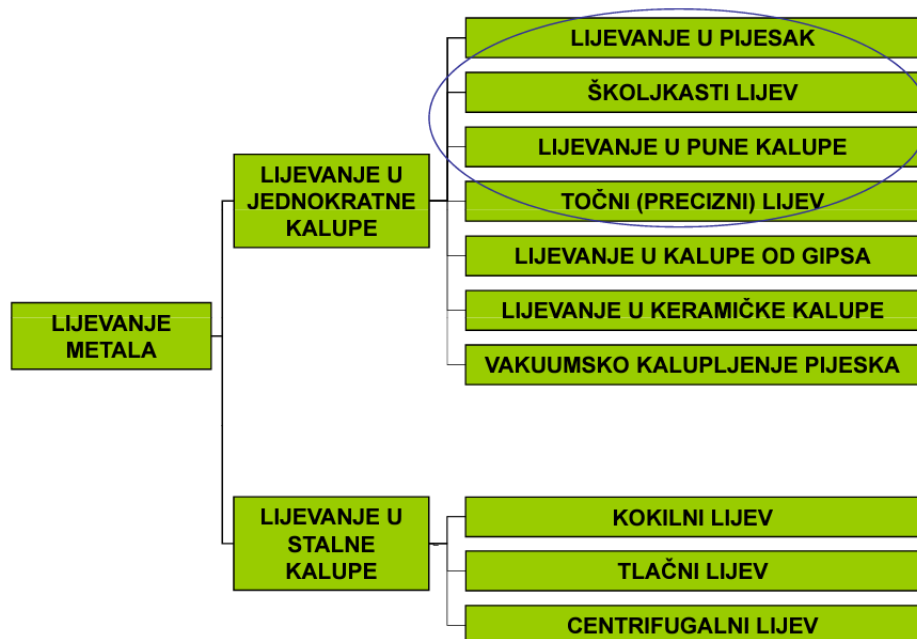 LIJEVANJE U PIJESAK
ŠKOLJKASTI LIJEV
LIJEVANJE U PUNE KALUPE
LIJEVANJE U
JEDNOKRATNE
KALUPE
TOČNI (PRECIZNI) LIJEV
LIJEVANJE U KALUPE OD GIPSA
LIJEVANJE U KERAMIČKE KALUPE
LIJEVANJE
METALA
VAKUUMSKO KALUPLJENJE PIJESKA
LIJEVANJE U
STALNE
KALUPE
KOKILNI LIJEV
TLAČNI LIJEV
CENTRIFUGALNI LIJEV